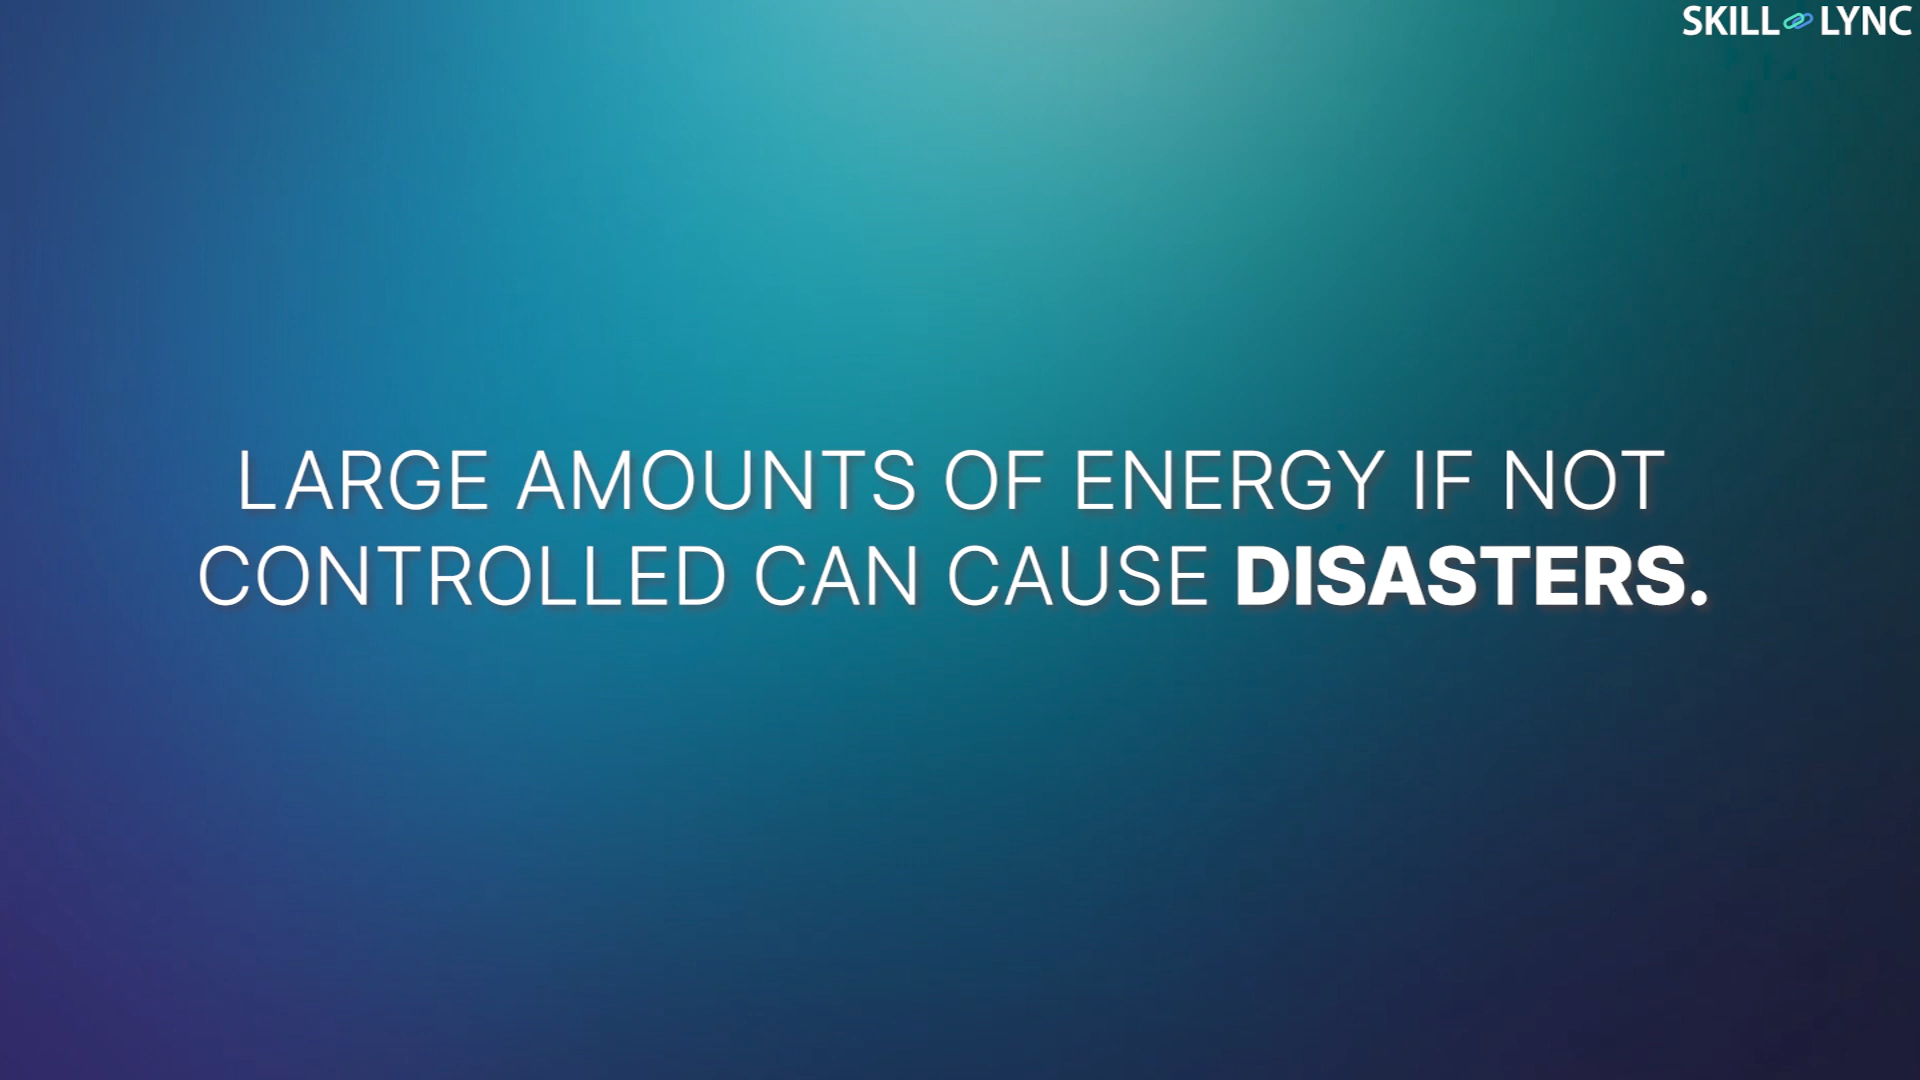 SKILL LYNC
LARGE AMOUNTS OF ENERGY IF NOT
CONTROLLED CAN CAUSE DISASTERS.